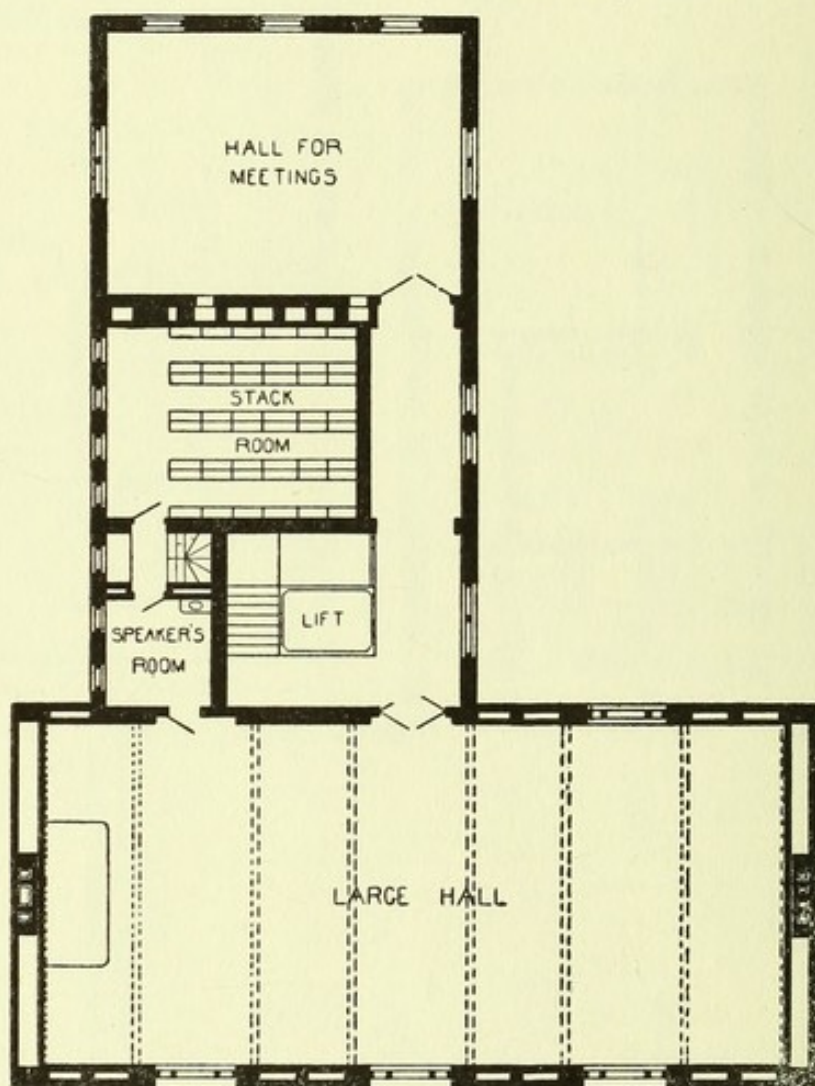 HALL FOR
MEETINGS
STACK
ROOM
LIFT
SPEAKER'S
ROOM
LARGE HALL